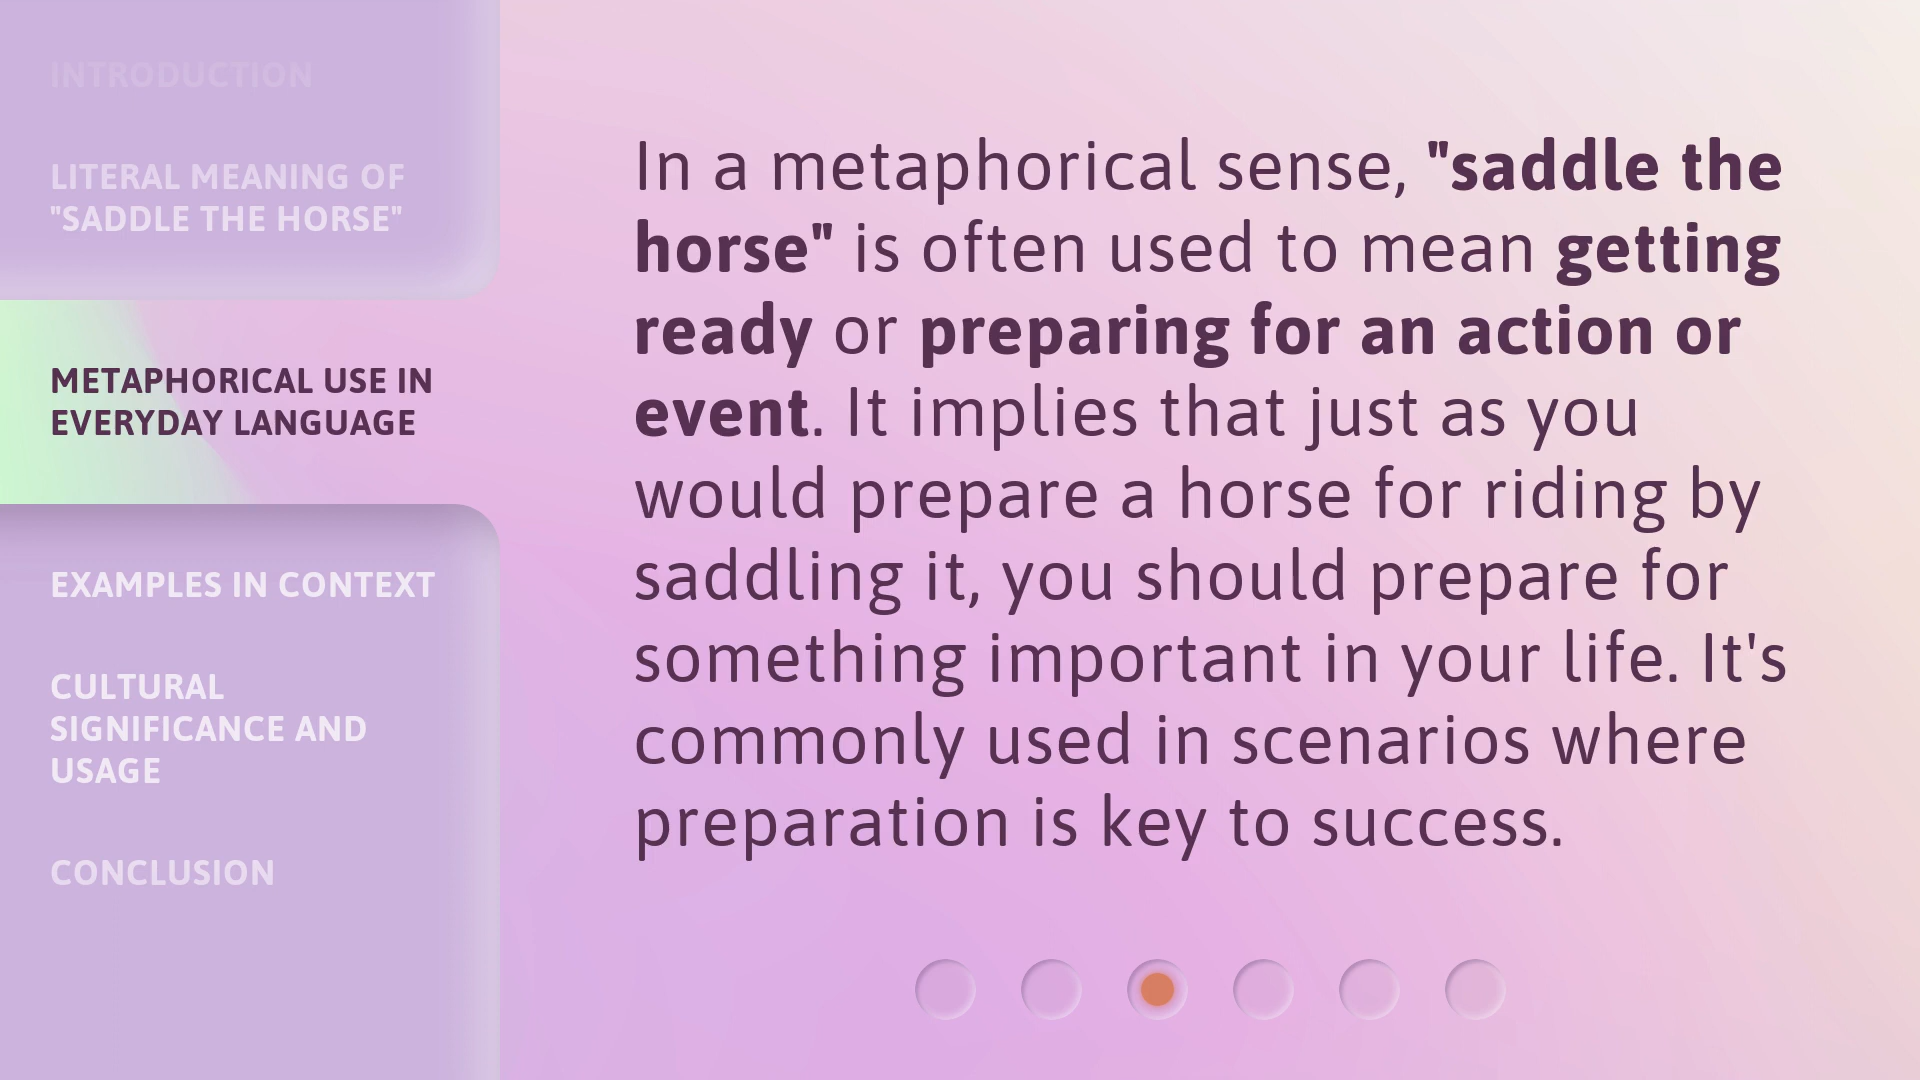 INTRODUCTION
LITERAL MEANING OF
"SADDLE THE HORSE"
METAPHORICAL USE IN
EVERYDAY LANGUAGE
EXAMPLES IN CONTEXT
CULTURAL
SIGNIFICANCE AND
USAGE
CONCLUSION
In a metaphorical sense, "saddle the
horse" is often used to mean getting
ready or preparing for an action or
event. It implies that just as you
would prepare a horse for riding by
saddling it, you should prepare for
something important in your life. It's
commonly used in scenarios where
preparation is key to success.